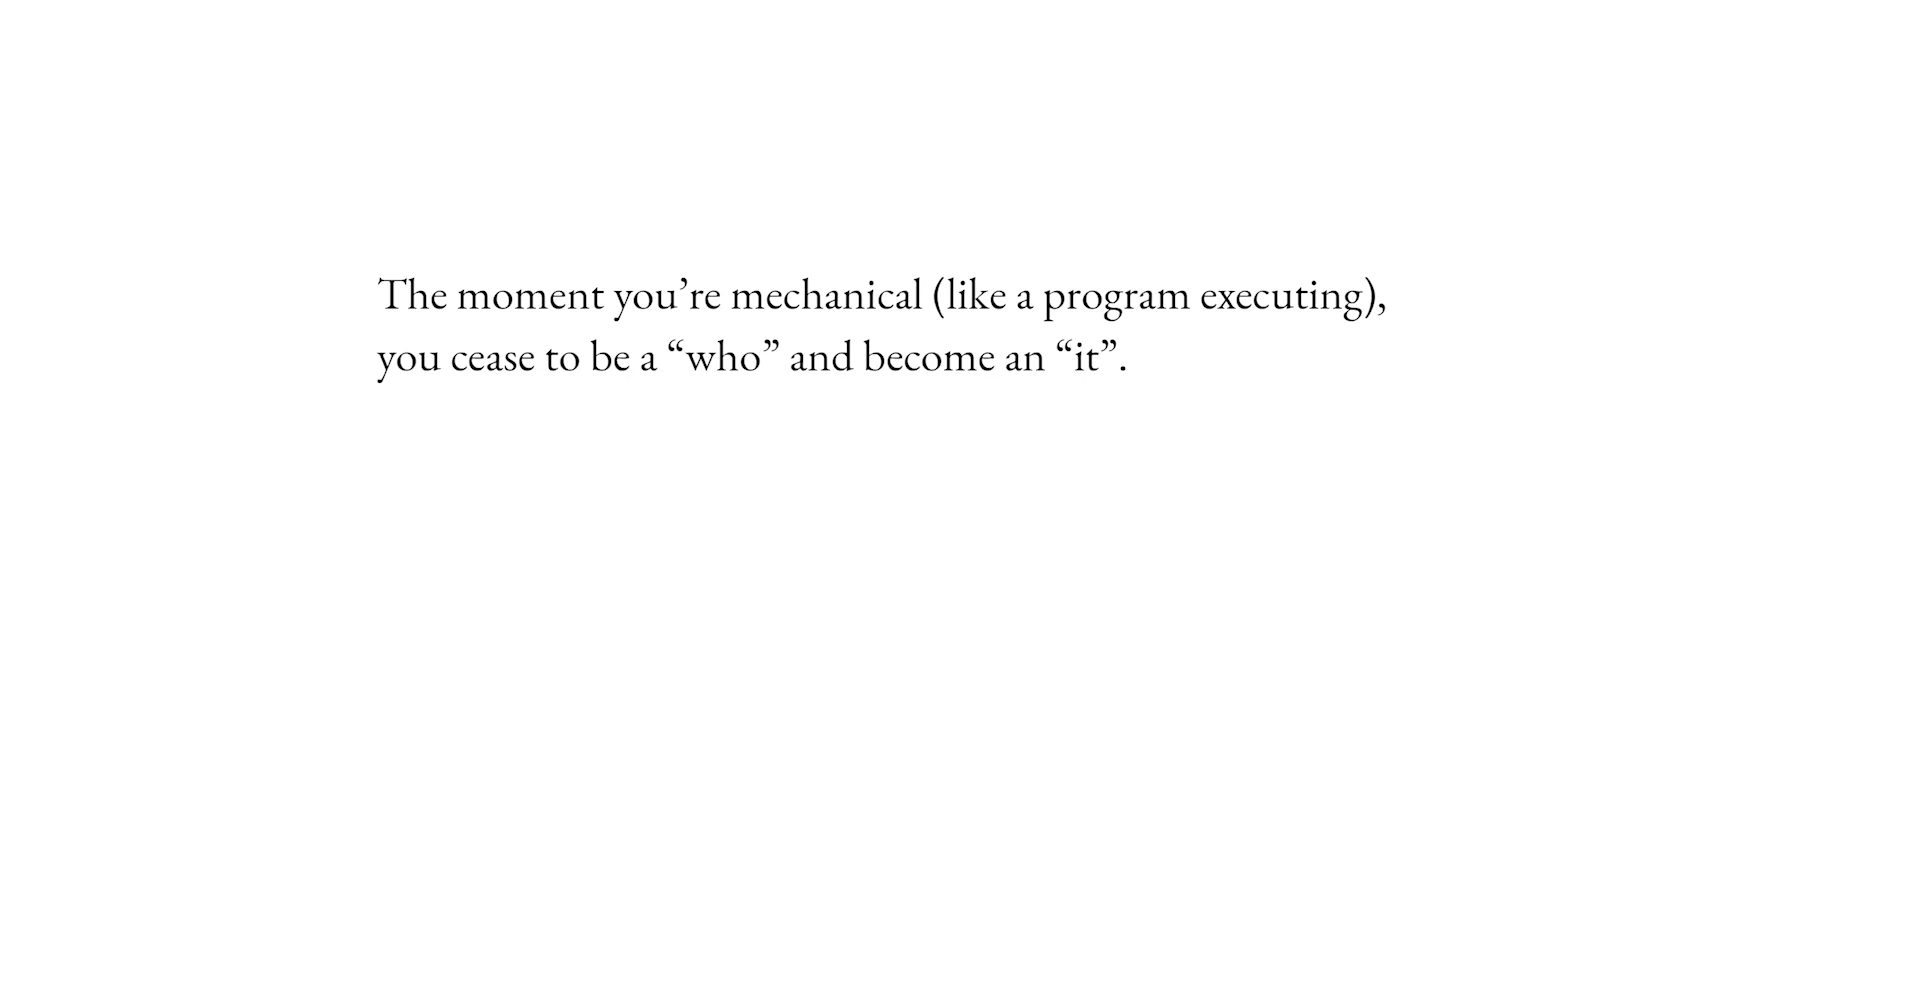 The moment you’re mechanical (like a program executing),
you cease to be a “who” and become an “it”.